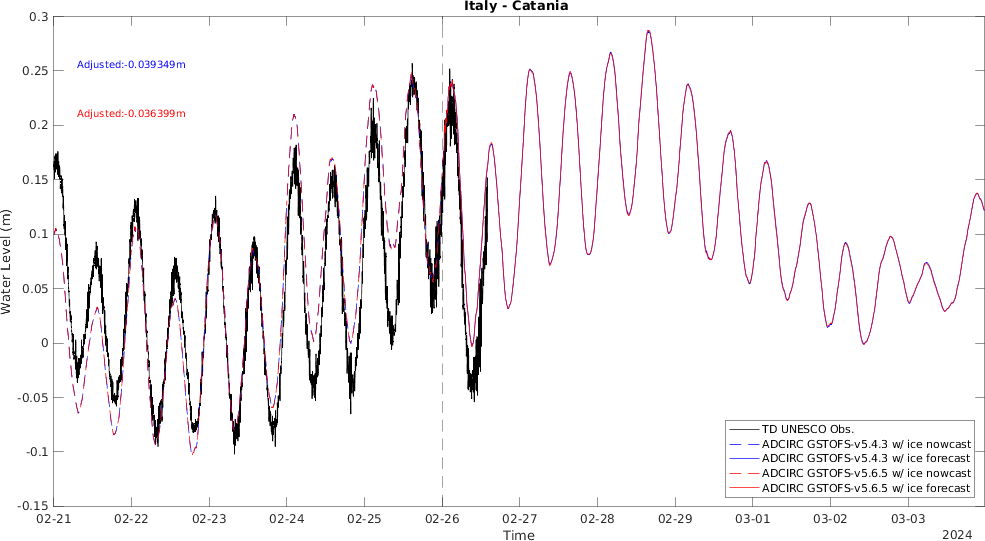 Italy - Catania
0.3
0.25
0.2
0.15
0.1
0.05
0
-0.05
-0.1
-0.15
Water Level (m)
Adjusted:-0.039349m
Adjusted:-0.036399m
TD UNESCO Obs.
ADCIRC GSTOFS-v5.4.3 w/ ice nowcast
ADCIRC GSTOFS-v5.4.3 w/ ice forecast
ADCIRC GSTOFS-v5.6.5 w/ ice nowcast
ADCIRC GSTOFS-v5.6.5 w/ ice forecast
02-21 02-22 02-23 02-24 02-25 02-26 02-27 02-28 02-29 03-01 03-02 03-03
Time
2024